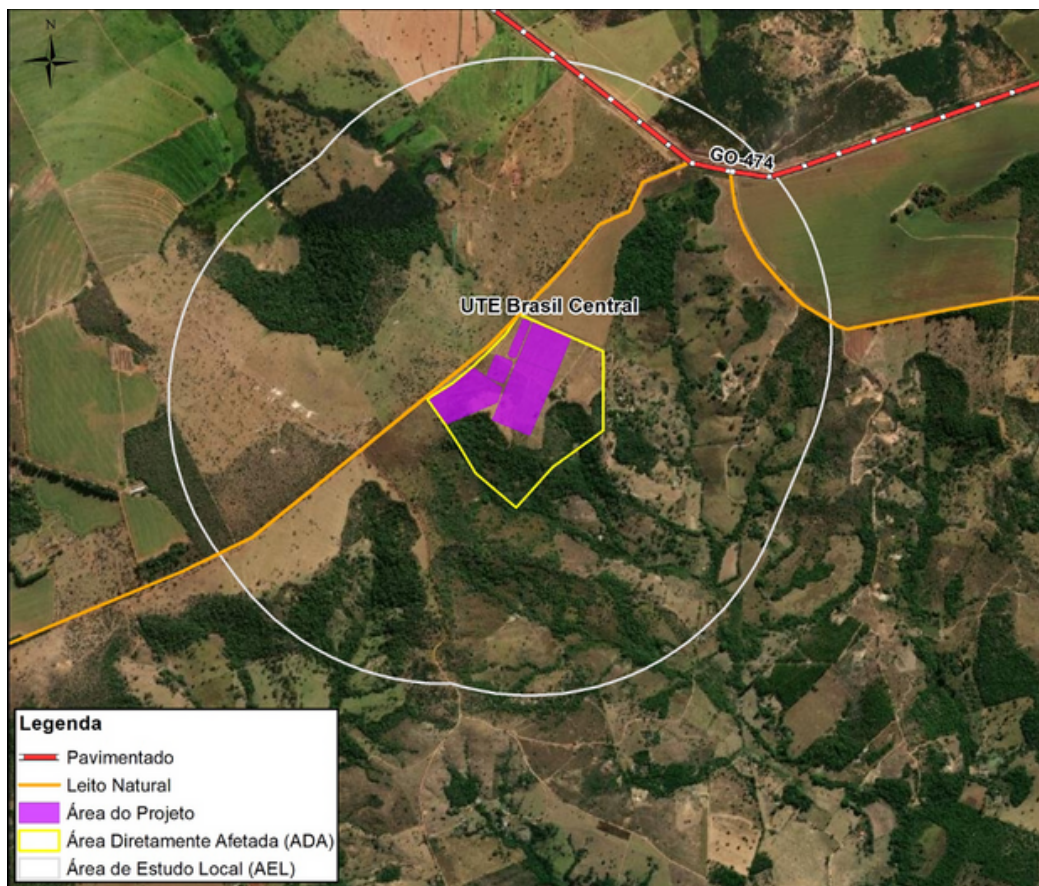 N
GO-474
UTE Brasil Central
Legenda
Pavimentado
Leito Natural
Área do Projeto
Área Diretamente Afetada (ADA)
Área de Estudo Local (AEL)